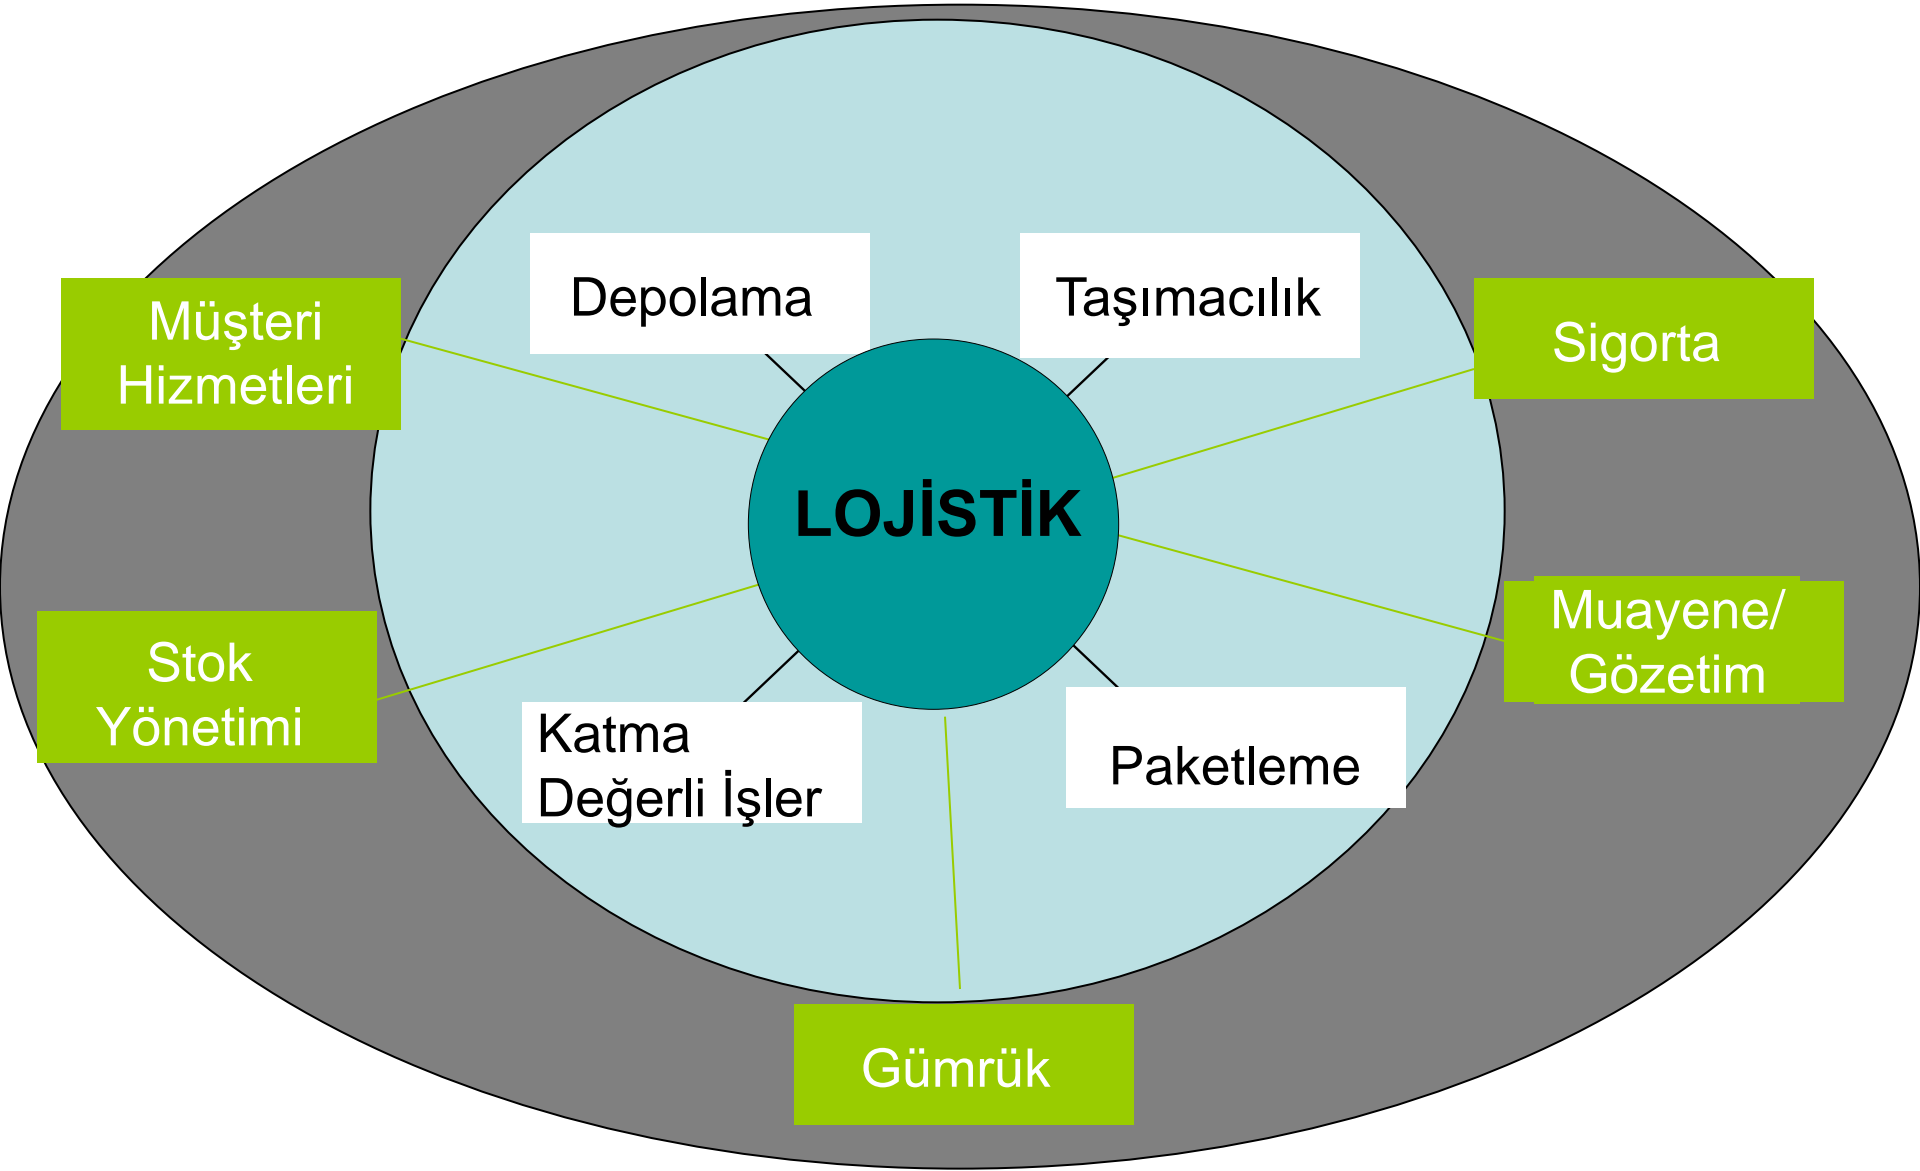 Depolama
Taşımacılık
Müşteri
Hizmetleri
Sigorta
LOJİSTİK
Muayene/
Gözetim
Stok
Yönetimi
Katma
Değerli İşler
Paketleme
Gümrük